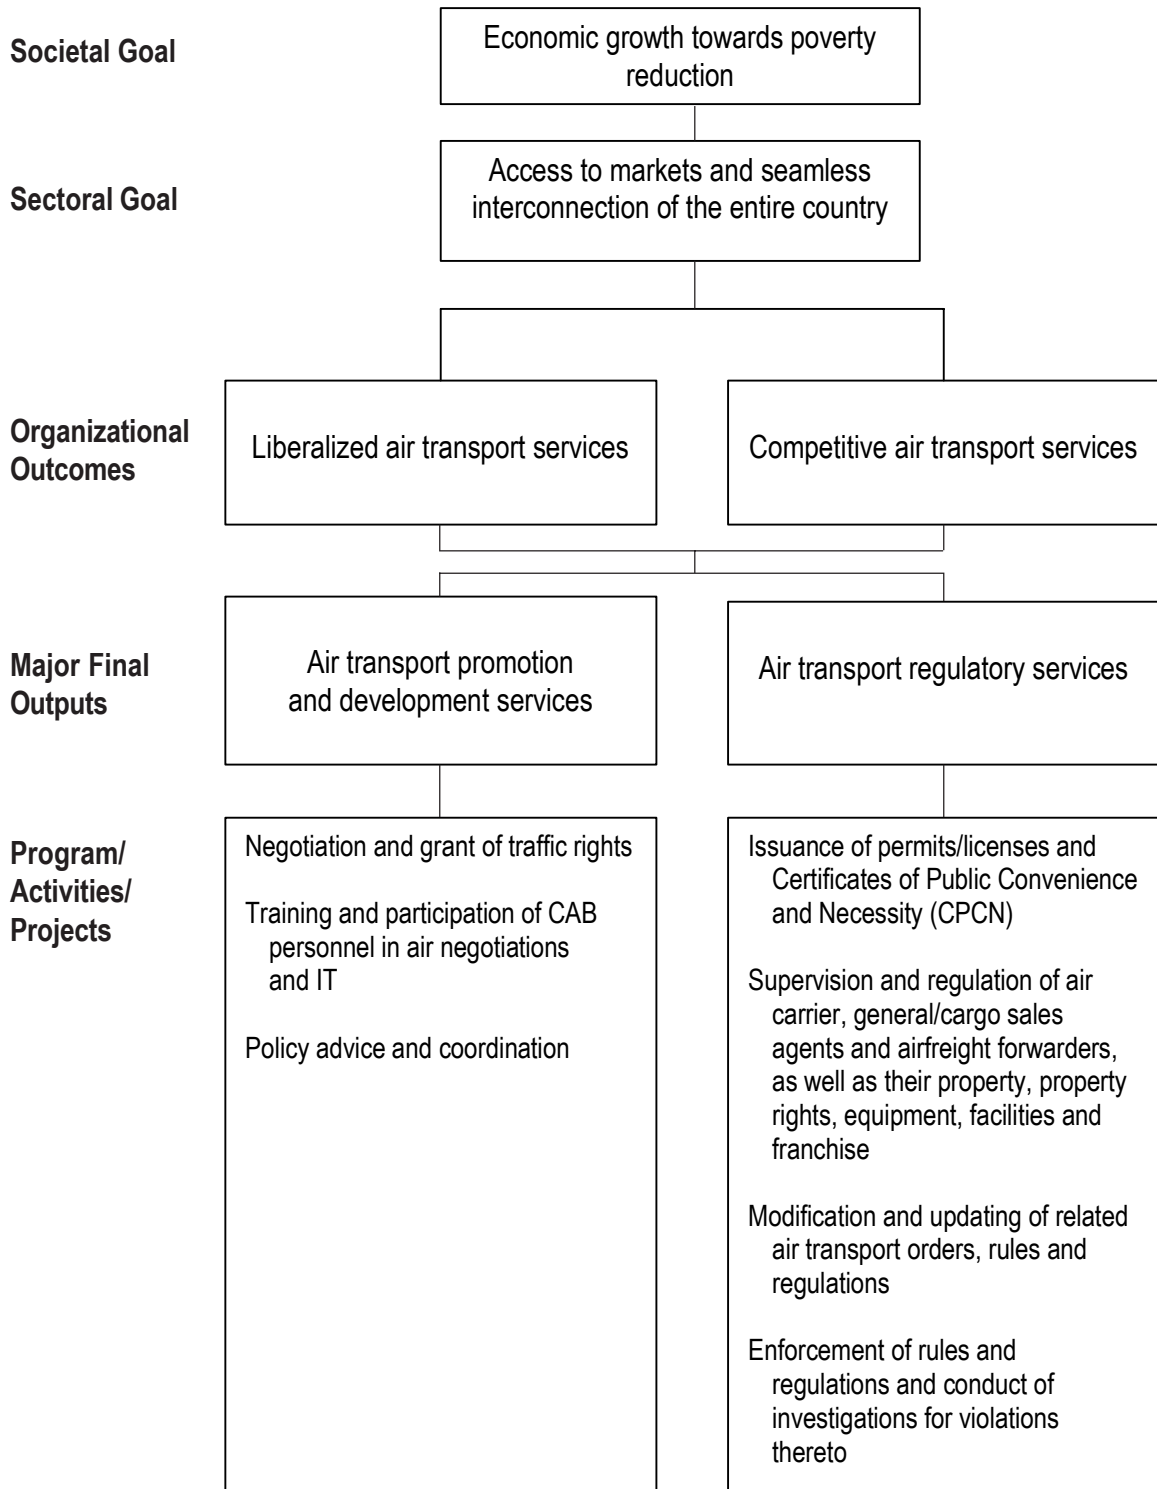 Societal Goal
Economic growth towards poverty
reduction
Sectoral Goal
Access to markets and seamless
interconnection of the entire country
Organizational
Outcomes
Liberalized air transport services
Competitive air transport services
Major Final
Outputs
Air transport promotion
and development services
Air transport regulatory services
Program/
Activities/
Projects
Negotiation and grant of traffic rights
Training and participation of CAB
personnel in air negotiations
and IT
Policy advice and coordination
Issuance of permits/licenses and
Certificates of Public Convenience
and Necessity (CPCN)
Supervision and regulation of air
carrier, general/cargo sales
agents and airfreight forwarders,
as well as their property, property
rights, equipment, facilities and
franchise
Modification and updating of related
air transport orders, rules and
regulations
Enforcement of rules and
regulations and conduct of
investigations for violations
thereto